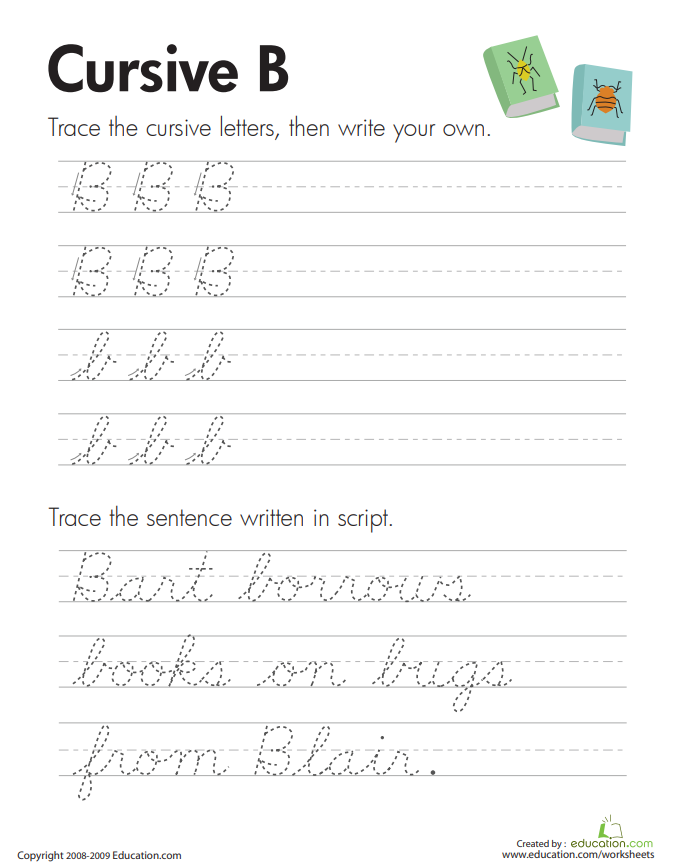 Cursive B
Trace the cursive letters, then write your own.
B B B
B B B
b b b
b b b
Trace the sentence written in script.
Bart borrows
books on bugs
from Blair.
Created by :
education.com
www.education.com/worksheets
Copyright 2008-2009 Education.com